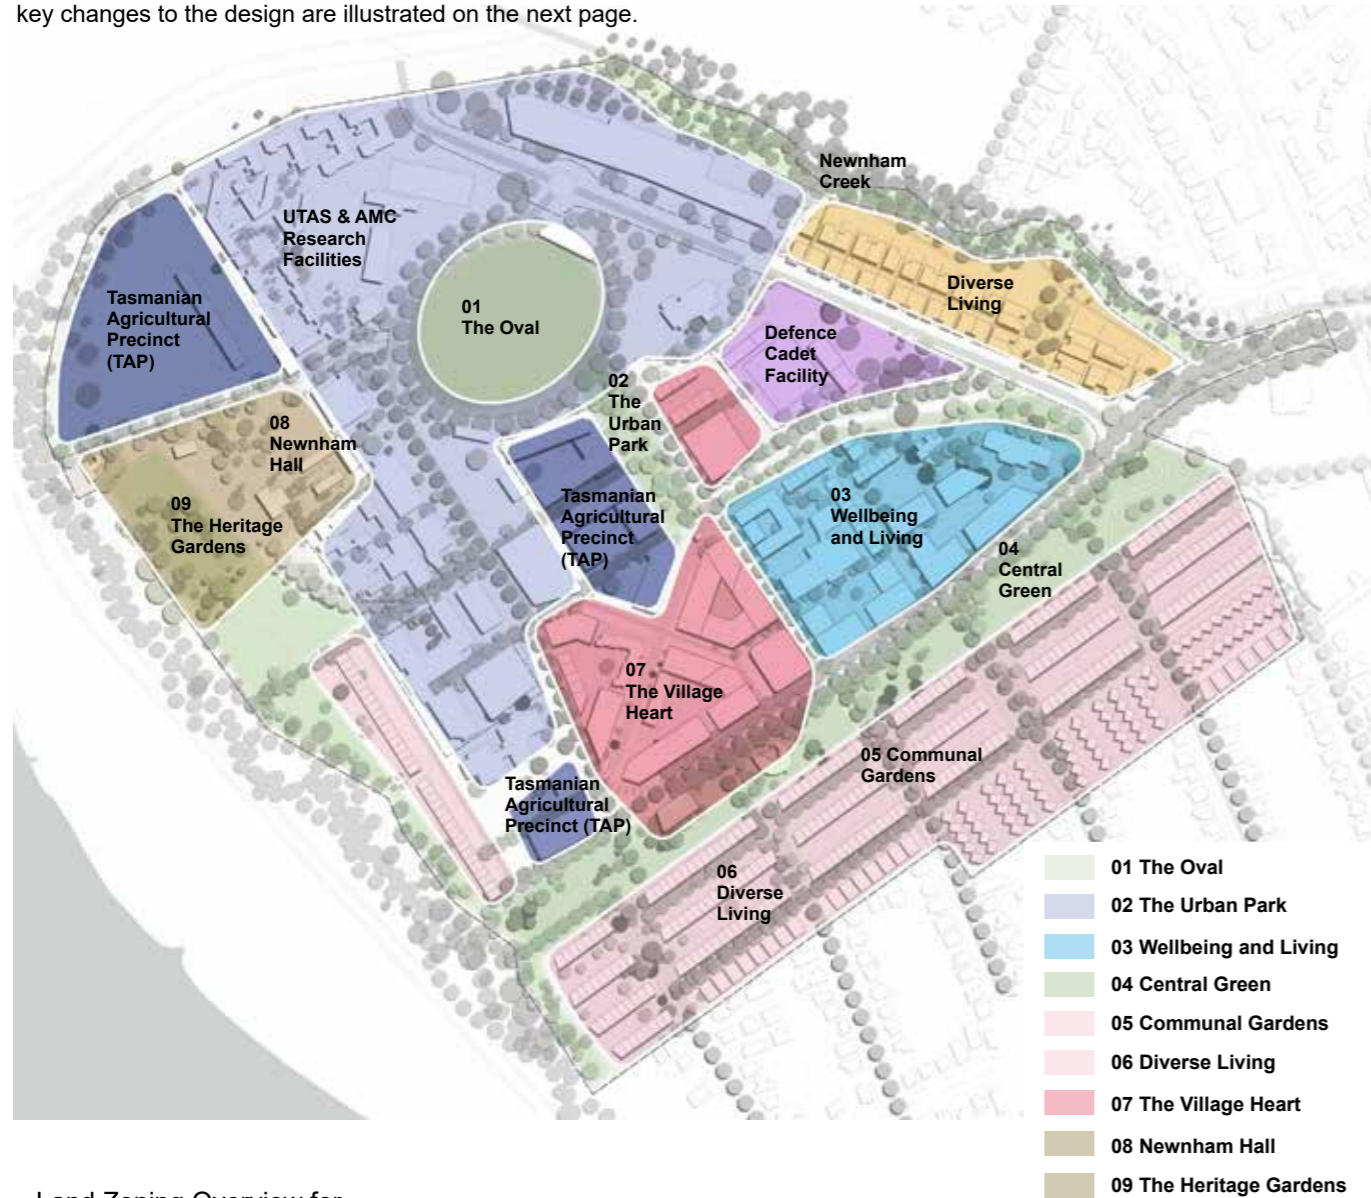 key changes to the design are illustrated on the next page.
Newnham
Creek
UTAS & AMC
Research
Facilities
Tasmanian
Agricultural
Precinct
(TAP)
01
The Oval
Diverse
Living
Defence
Cadet
Facility
02
The
Urban
Park
08
Newnham
Hall
09
The Heritage
Gardens
Tasmanian
Agricultural
Precinct
(TAP)
03
Wellbeing
and Living
04
Central
Green
07
The Village
Heart
05 Communal
Gardens
Tasmanian
Agricultural
Precinct (TAP)
06
Diverse
Living
01 The Oval
02 The Urban Park
03 Wellbeing and Living
04 Central Green
05 Communal Gardens
06 Diverse Living
07 The Village Heart
08 Newnham Hall
09 The Heritage Gardens
Land Zoning Overview for